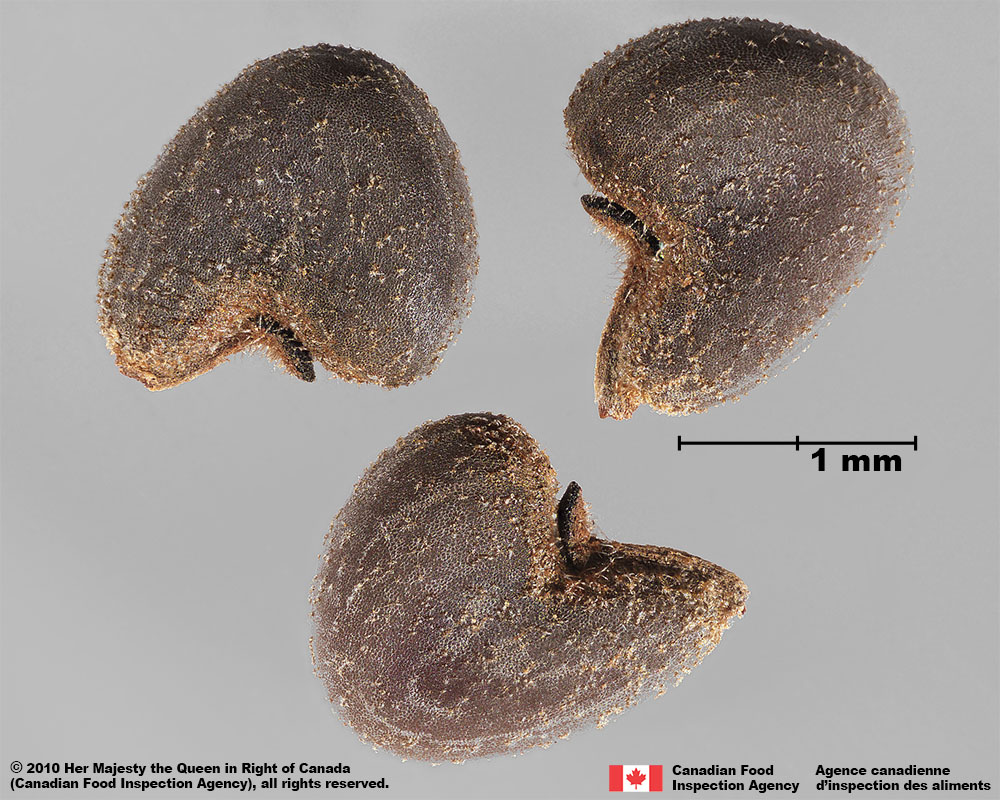 1 mm
© 2010 Her Majesty the Queen in Right of Canada
(Canadian Food Inspection Agency), all rights reserved.
Canadian Food
Inspection Agency
Agence canadienne
d'inspection des aliments